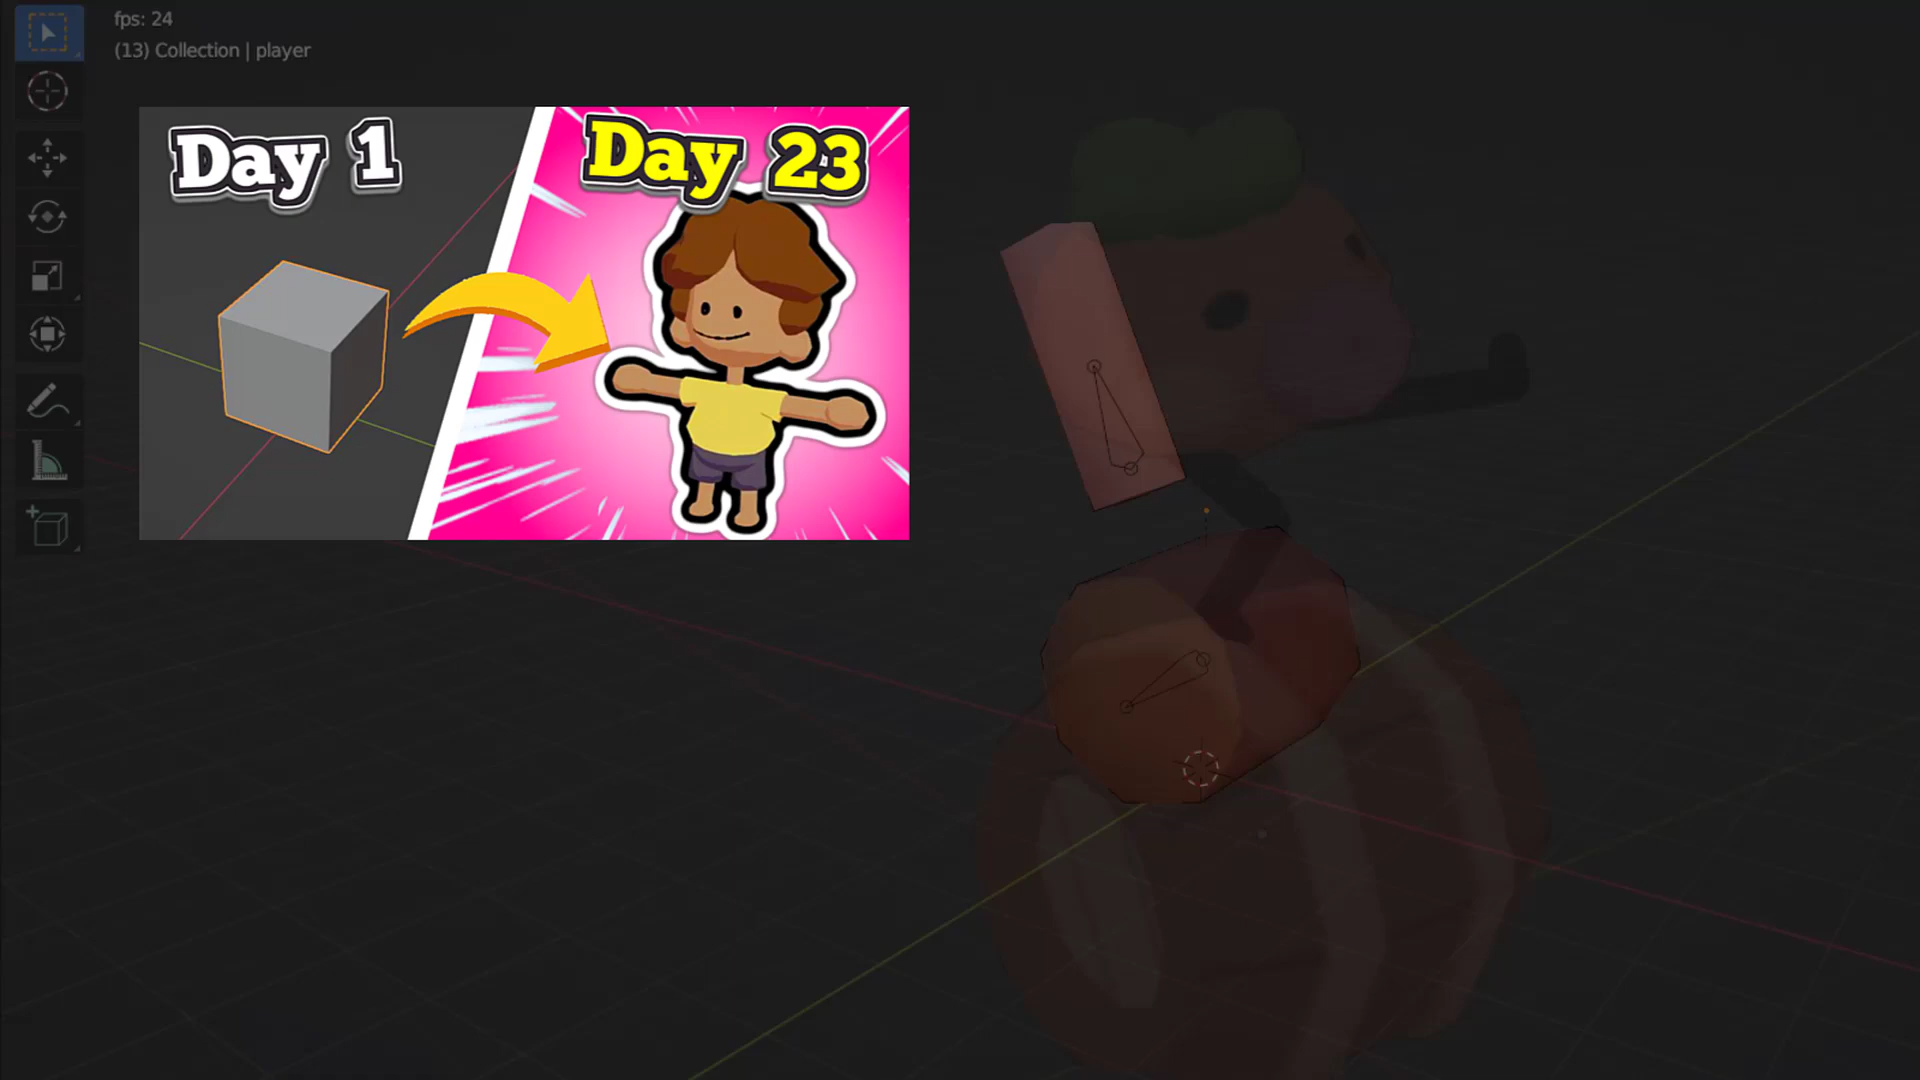 fps: 24
(13) Collection | player
Day 1
Day 23